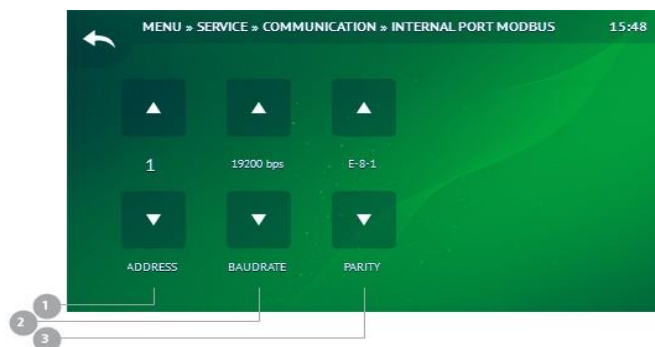 MENU » SERVICE » COMMUNICATION » INTERNAL PORT MODBUS 15:48
1 19200 bps E-8-1
ADDRESS BAUDRATE PARITY
1
2
3